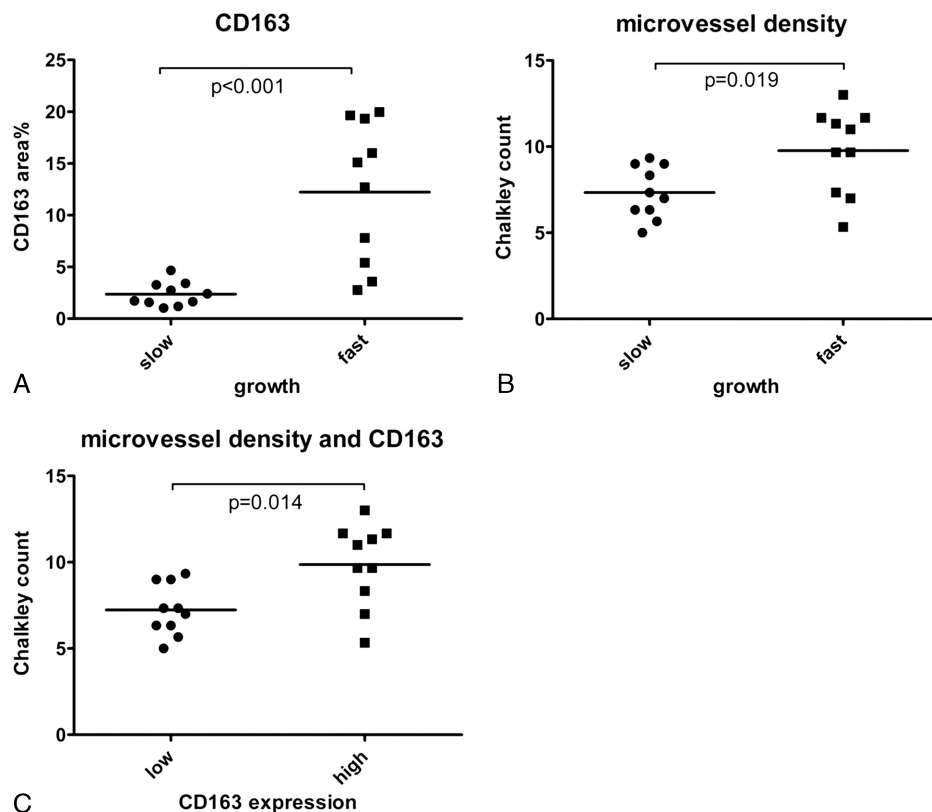 CD163
25
20
15
10
5
0
CD163 area%
p<0.001
slow
fast
growth
A
microvessel density
15
10
5
0
Chalkley count
p=0.019
slow
fast
growth
B
microvessel density and CD163
15
10
5
0
Chalkley count
p=0.014
low
high
CD163 expression
C